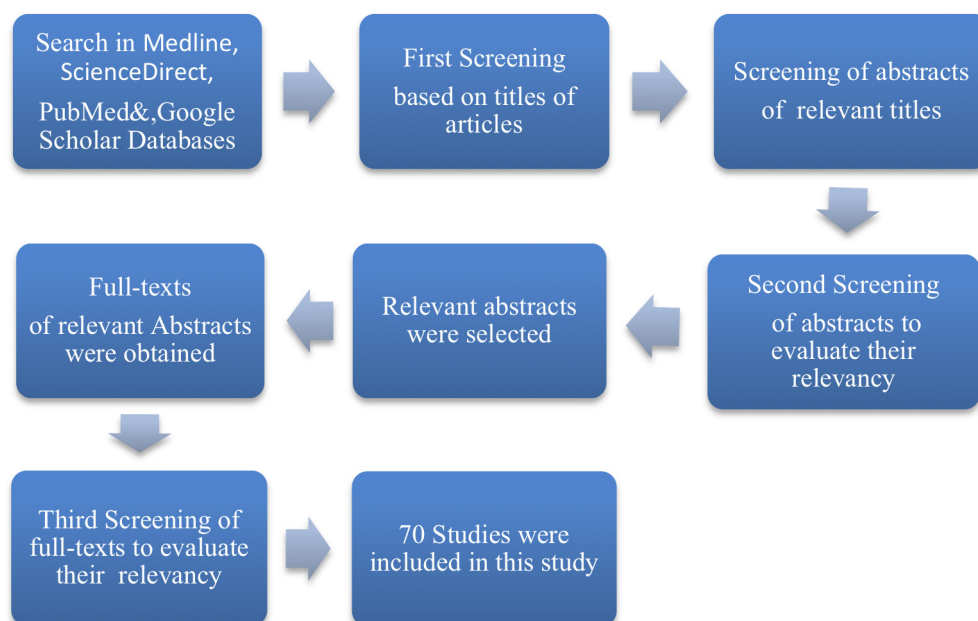 Search in Medline,
ScienceDirect,
PubMed&,Google
Scholar Databases
First Screening
based on titles of
articles
Screening of abstracts
of relevant titles
Second Screening
of abstracts to
evaluate their
relevancy
Relevant abstracts
were selected
Full-texts
of relevant Abstracts
were obtained
Third Screening of
full-texts to evaluate
their relevancy
70 Studies were
included in this study